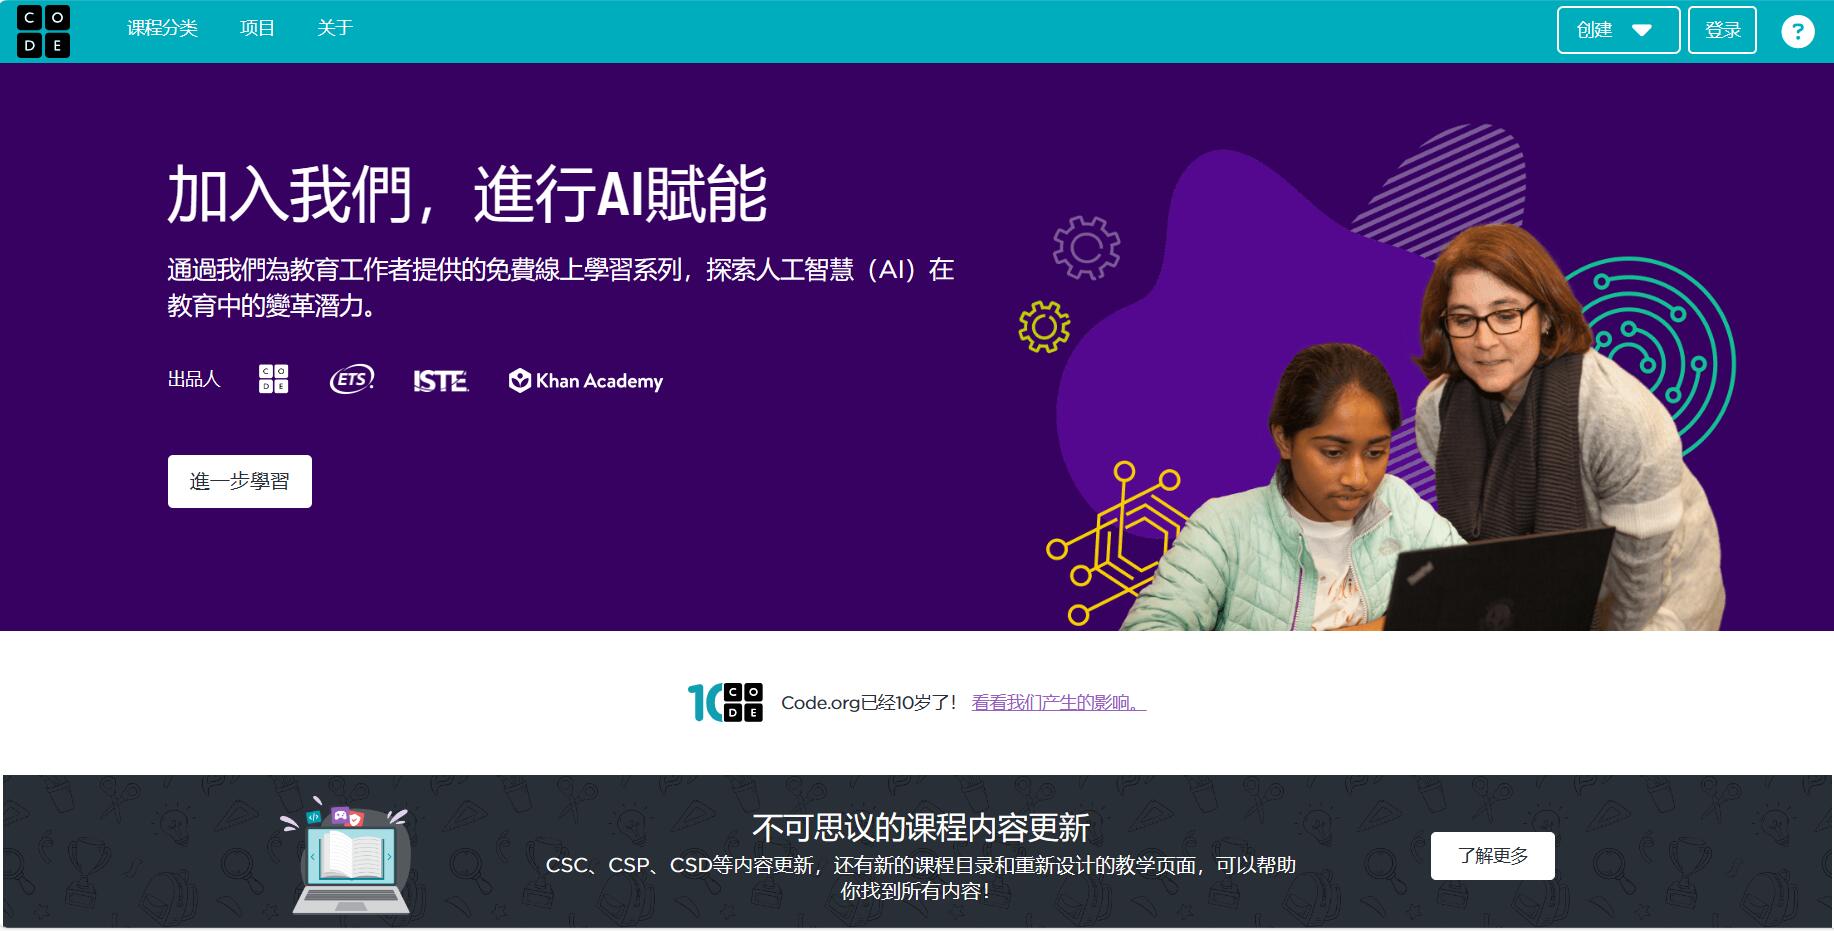 CODE
课程分类
项目
关于
创建
登录
?
加入我們，進行AI賦能
通過我們為教育工作者提供的免費線上學習系列，探索人工智慧（AI）在
教育中的變革潛力。
出品人
CODE
ETS
ISTE
Khan Academy
進一步學習
10 CODE
Code.org已经10岁了！ 看看我们产生的影响。
不可思议的课程内容更新
CSC、CSP、CSD等内容更新，还有新的课程目录和重新设计的教学页面，可以帮助
你找到所有内容！
了解更多